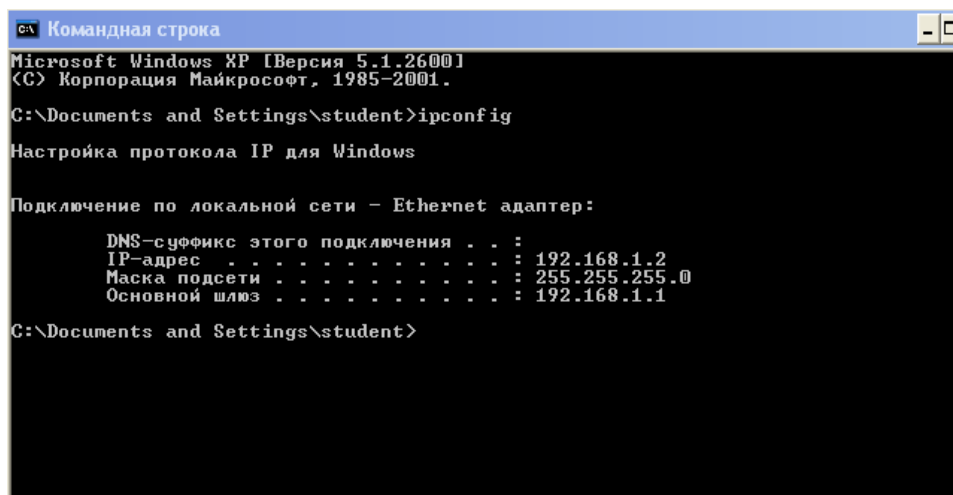 Командная строка
Microsoft Windows XP [Версия 5.1.2600]
(С) Корпорация Майкрософт, 1985-2001.
C:\Documents and Settings\student>ipconfig
Настройка протокола IP для Windows
Подключение по локальной сети - Ethernet адаптер:
DNS-суффикс этого подключения . . :
IP-адрес . . . . . . . . . . . . : 192.168.1.2
Маска подсети . . . . . . . . . . : 255.255.255.0
Основной шлюз . . . . . . . . . . : 192.168.1.1
C:\Documents and Settings\student>